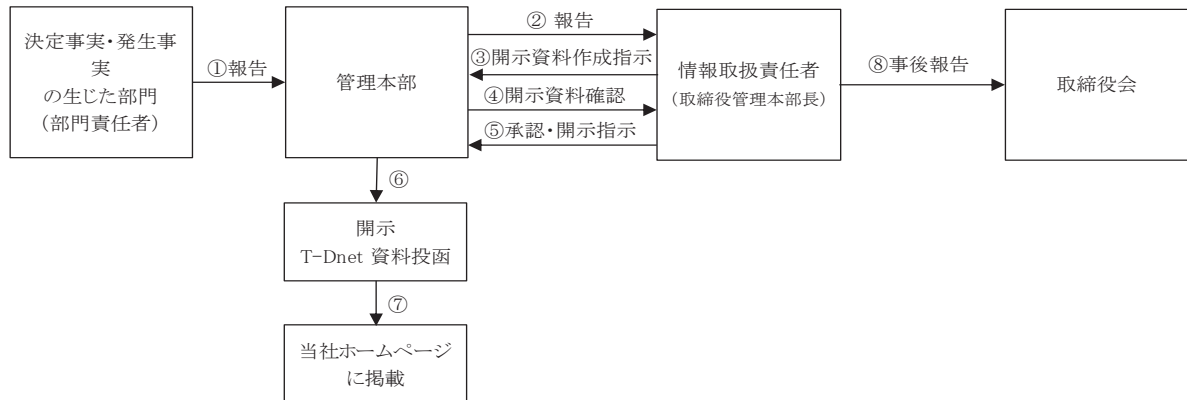 決定事実・発生事
実
の生じた部門
（部門責任者）
①報告
管理本部
② 報告
③開示資料作成指示
④開示資料確認
⑤承認・開示指示
情報取扱責任者
（取締役管理本部長）
⑧事後報告
取締役会
⑥
開示
T-Dnet 資料投函
⑦
当社ホームページ
に掲載